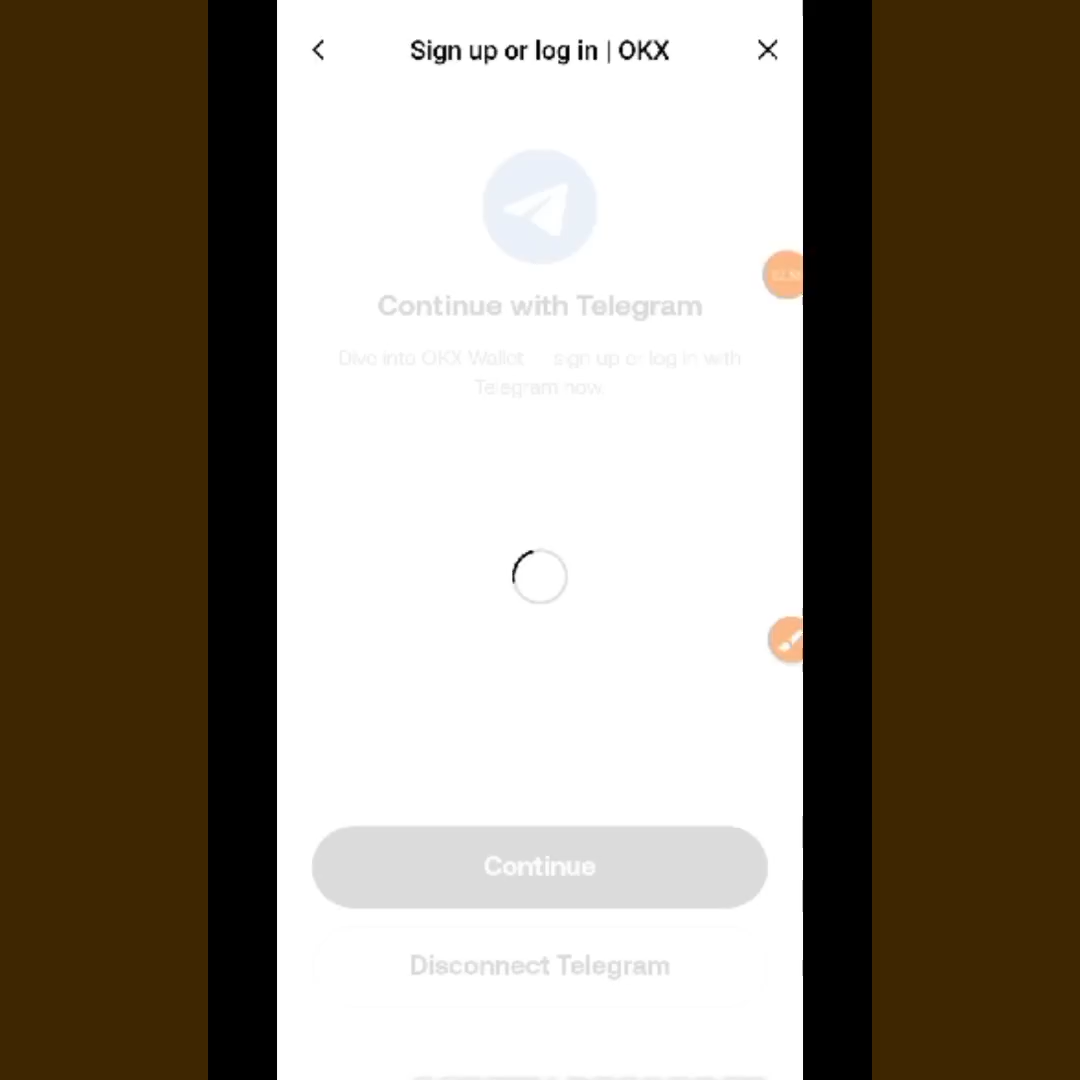 Sign up or log in | OKX
Continue with Telegram
Dive into OKX Wallet — sign up or log in with
Telegram now.
Continue
Disconnect Telegram